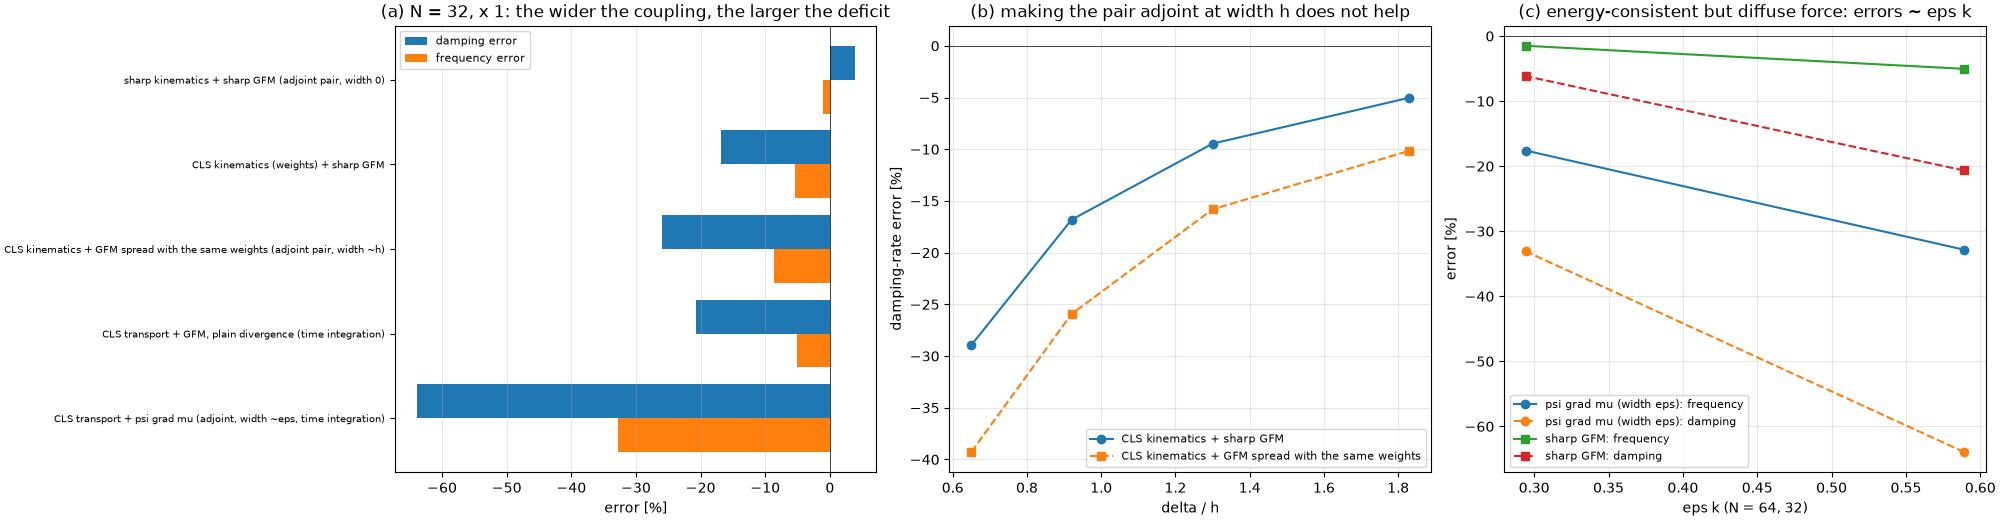 (a) N = 32, x 1: the wider the coupling, the larger the deficit
damping error
frequency error
sharp kinematics + sharp GFM (adjoint pair, width 0)
CLS kinematics (weights) + sharp GFM
CLS kinematics + GFM spread with the same weights (adjoint pair, width ~h)
CLS transport + GFM, plain divergence (time integration)
CLS transport + psi grad mu (adjoint, width ~eps, time integration)
−60 −50 −40 −30 −20 −10 0
error [%]
(b) making the pair adjoint at width h does not help
damping-rate error [%]
0
−5
−10
−15
−20
−25
−30
−35
−40
CLS kinematics + sharp GFM
CLS kinematics + GFM spread with the same weights
0.6 0.8 1.0 1.2 1.4 1.6 1.8
delta / h
(c) energy-consistent but diffuse force: errors ~ eps k
error [%]
0
−10
−20
−30
−40
−50
−60
psi grad mu (width eps): frequency
psi grad mu (width eps): damping
sharp GFM: frequency
sharp GFM: damping
0.30 0.35 0.40 0.45 0.50 0.55 0.60
eps k (N = 64, 32)